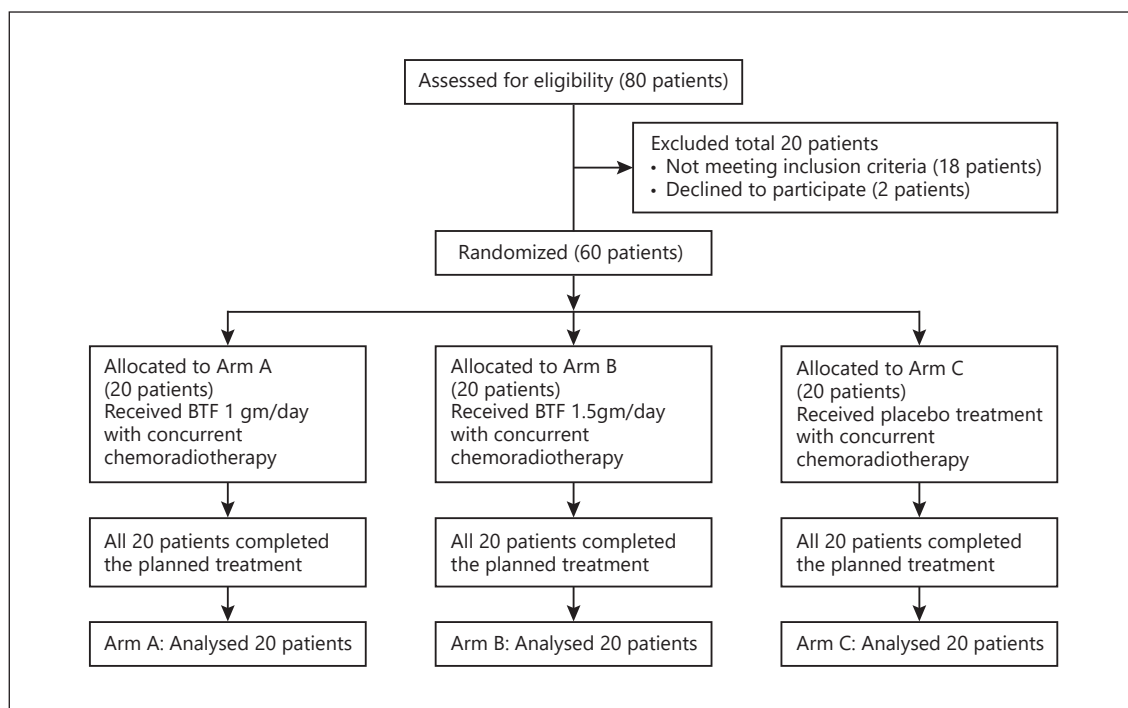 Assessed for eligibility (80 patients)
Excluded total 20 patients
• Not meeting inclusion criteria (18 patients)
• Declined to participate (2 patients)
Randomized (60 patients)
Allocated to Arm A
(20 patients)
Received BTF 1 gm/day
with concurrent
chemoradiotherapy
Allocated to Arm B
(20 patients)
Received BTF 1.5gm/day
with concurrent
chemoradiotherapy
Allocated to Arm C
(20 patients)
Received placebo treatment
with concurrent
chemoradiotherapy
All 20 patients completed
the planned treatment
All 20 patients completed
the planned treatment
All 20 patients completed
the planned treatment
Arm A: Analysed 20 patients
Arm B: Analysed 20 patients
Arm C: Analysed 20 patients